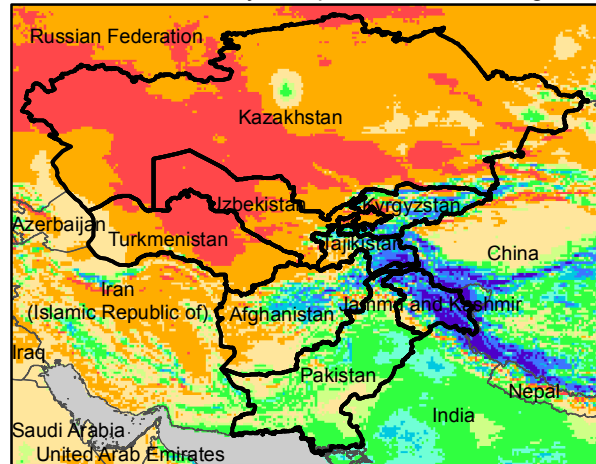 Russian Federation
Kazakhstan
Izbekistan
Kyrgyzstan
Azerbaijan
Turkmenistan
Tajikistan
China
Iran
(Islamic Republic of)
Afghanistan
Jammu and Kashmir
Iraq
Pakistan
Nepal
India
Saudi Arabia
United Arab Emirates